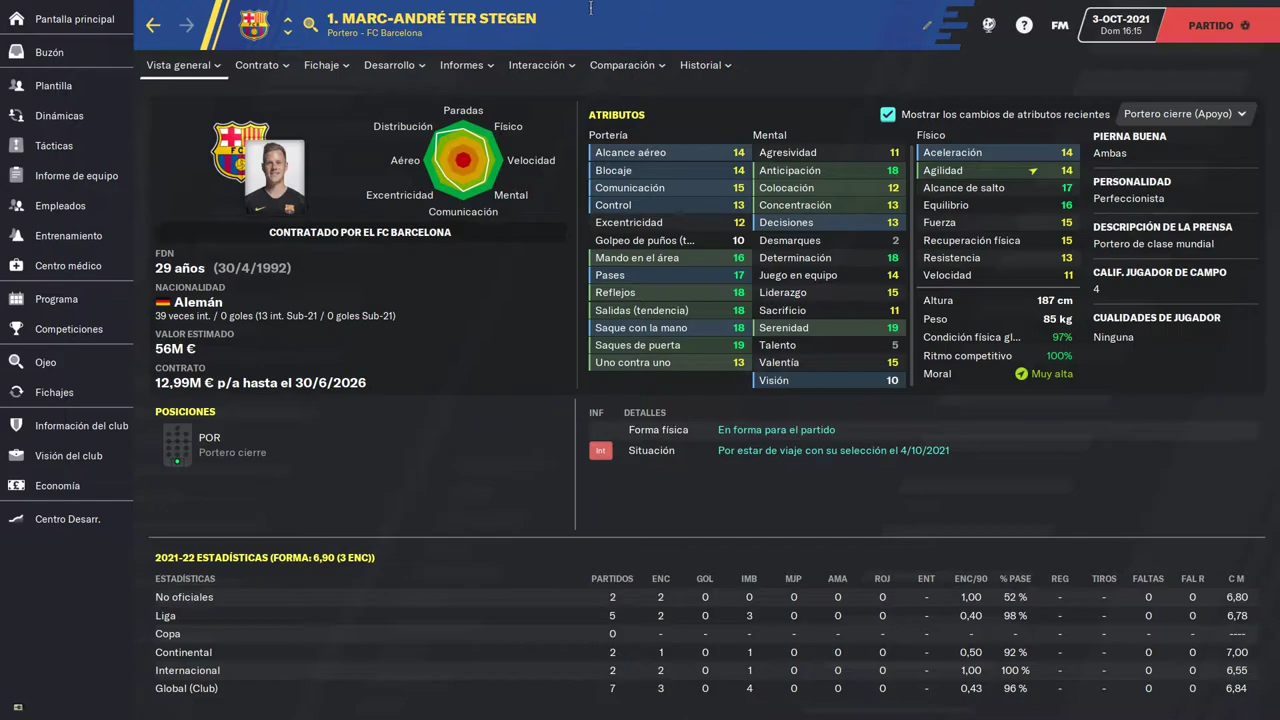 Pantalla principal
Buzón
Plantilla
Dinámicas
Tácticas
Informe de equipo
Empleados
Entrenamiento
Centro médico
Programa
Competiciones
Ojeo
Fichajes
Información del club
Visión del club
Economía
Centro Desarr.
1. MARC-ANDRÉ TER STEGEN
Portero - FC Barcelona
FM
3-OCT-2021
Dom 16:15
PARTIDO
Vista general Contrato Fichaje Desarrollo Informes Interacción Comparación Historial
Paradas
Distribución Físico
Aéreo Velocidad
Excentricidad Mental
Comunicación
CONTRATADO POR EL FC BARCELONA
FDN
29 años (30/4/1992)
NACIONALIDAD
Alemán
39 veces int. / 0 goles (13 int. Sub-21 / 0 goles Sub-21)
VALOR ESTIMADO
56M €
CONTRATO
12,99M € p/a hasta el 30/6/2026
ATRIBUTOS
Mostrar los cambios de atributos recientes
Portero cierre (Apoyo)
Portería
Alcance aéreo 14
Blocaje 14
Comunicación 15
Control 13
Excentricidad 12
Golpeo de puños (t... 10
Mando en el área 16
Pases 17
Reflejos 18
Salidas (tendencia) 18
Saque con la mano 18
Saques de puerta 19
Uno contra uno 13
Mental
Agresividad 11
Anticipación 18
Colocación 12
Concentración 13
Decisiones 13
Desmarques 2
Determinación 18
Juego en equipo 14
Liderazgo 15
Sacrificio 11
Serenidad 19
Talento 5
Valentía 15
Visión 10
Físico
Aceleración 14
Agilidad 14
Alcance de salto 17
Equilibrio 16
Fuerza 15
Recuperación física 15
Resistencia 13
Velocidad 11
Altura 187 cm
Peso 85 kg
Condición física gl... 97%
Ritmo competitivo 100%
Moral Muy alta
PIERNA BUENA
Ambas
PERSONALIDAD
Perfeccionista
DESCRIPCIÓN DE LA PRENSA
Portero de clase mundial
CALIF. JUGADOR DE CAMPO
4
CUALIDADES DE JUGADOR
Ninguna
POSICIONES
POR
Portero cierre
INF DETALLES
Forma física En forma para el partido
Int Situación Por estar de viaje con su selección el 4/10/2021
2021-22 ESTADÍSTICAS (FORMA: 6,90 (3 ENC))
ESTADÍSTICAS PARTIDOS ENC GOL IMB MJP AMA ROJ ENT ENC/90 % PASE REG TIROS FALTAS FAL R C M
No oficiales 2 2 0 0 0 0 0 - 1,00 52 % - - 0 0 6,80
Liga 5 2 0 3 0 0 0 - 0,40 98 % - - 0 0 6,78
Copa 0 - - - - - - - - - - - - - ----
Continental 2 1 0 1 0 0 0 - 0,50 92 % - - 0 0 7,00
Internacional 2 2 0 1 0 0 0 - 1,00 100 % - - 0 0 6,55
Global (Club) 7 3 0 4 0 0 0 - 0,43 96 % - - 0 0 6,84